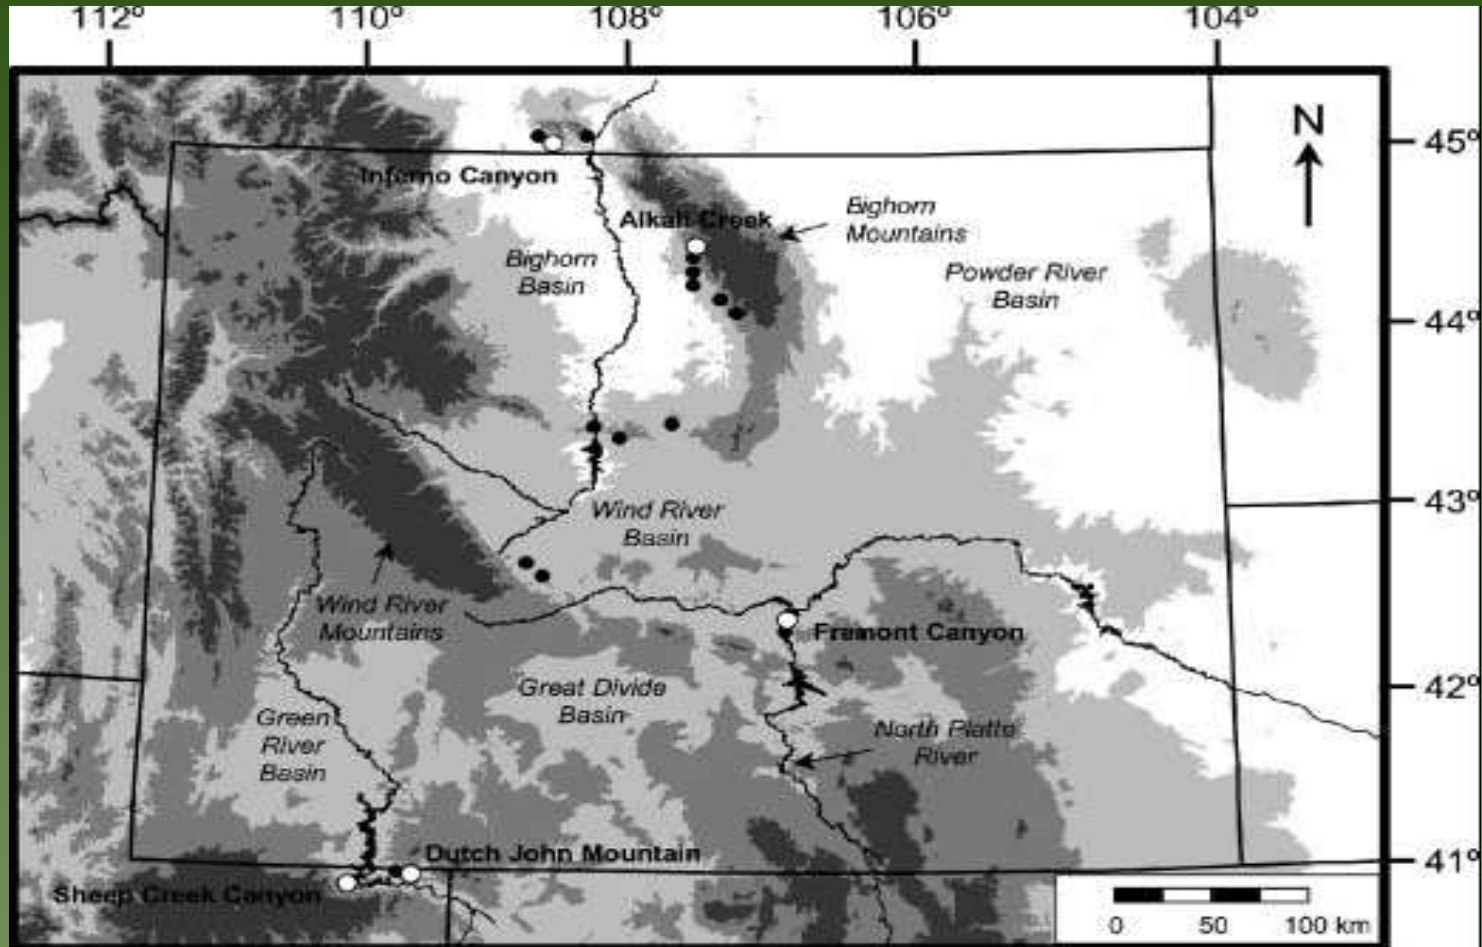 112° 110° 108° 106° 104°
N
45°
Inferno Canyon
Alkali Creek
Bighorn
Mountains
Bighorn
Basin
Powder River
Basin
44°
43°
Wind River
Basin
Wind River
Mountains
Fremont Canyon
Great Divide
Basin
42°
Green
River
Basin
North Platte
River
Dutch John Mountain
41°
Sheep Creek Canyon
0 50 100 km